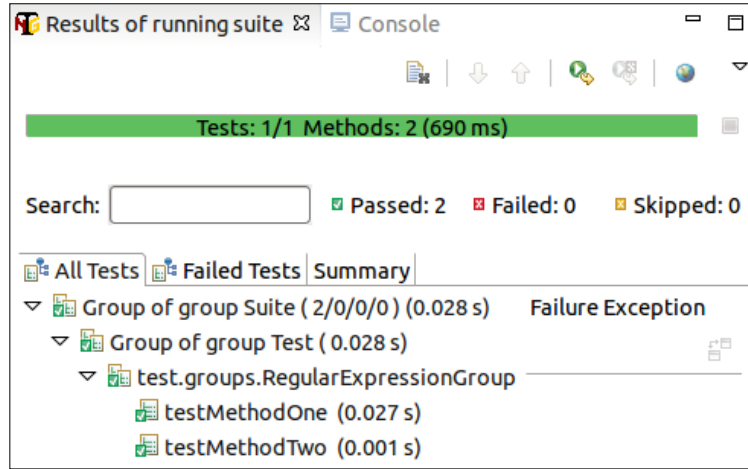 Results of running suite Console
Tests: 1/1 Methods: 2 (690 ms)
Search: Passed: 2 Failed: 0 Skipped: 0
All Tests Failed Tests Summary
Group of group Suite ( 2/0/0/0 ) (0.028 s) Failure Exception
Group of group Test ( 0.028 s)
test.groups.RegularExpressionGroup
testMethodOne (0.027 s)
testMethodTwo (0.001 s)